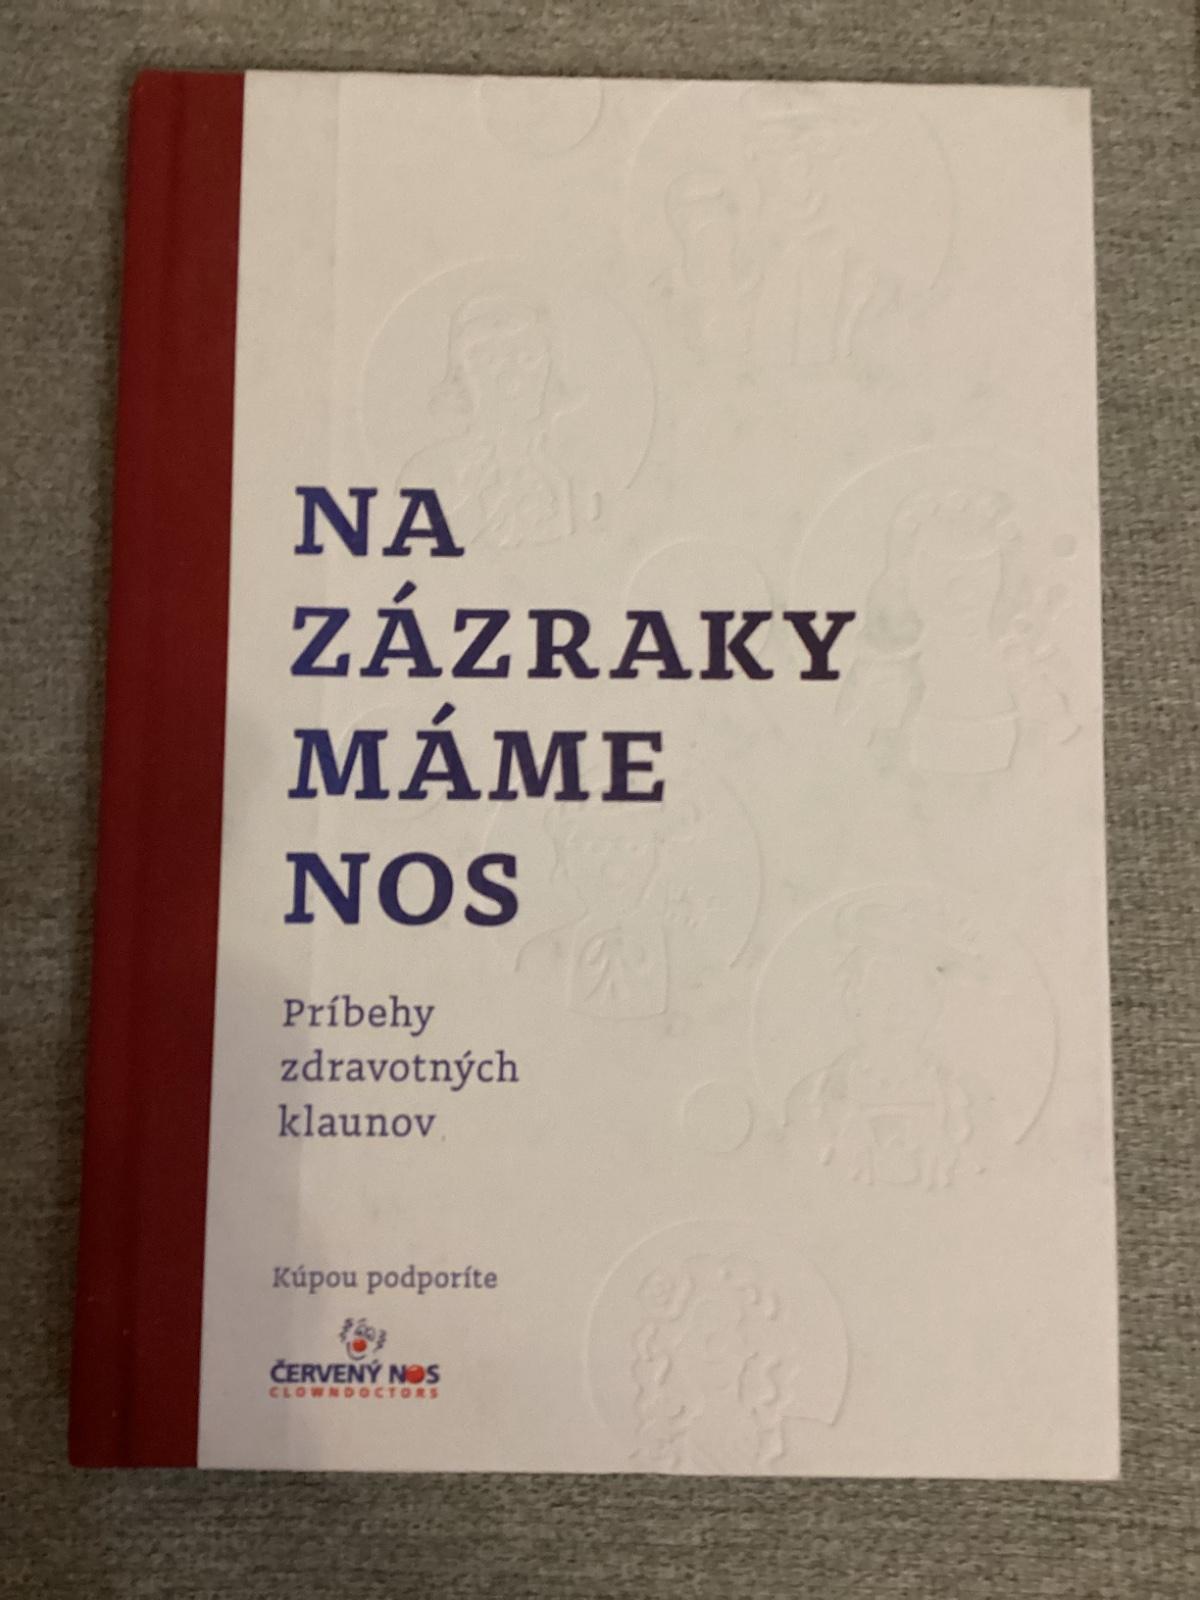 NA
ZÁZRAKY
MÁME
NOS
Príbehy
zdravotných
klaunov
Kúpou podporíte
ČERVENÝ NOS
CLOWNDOCTORS